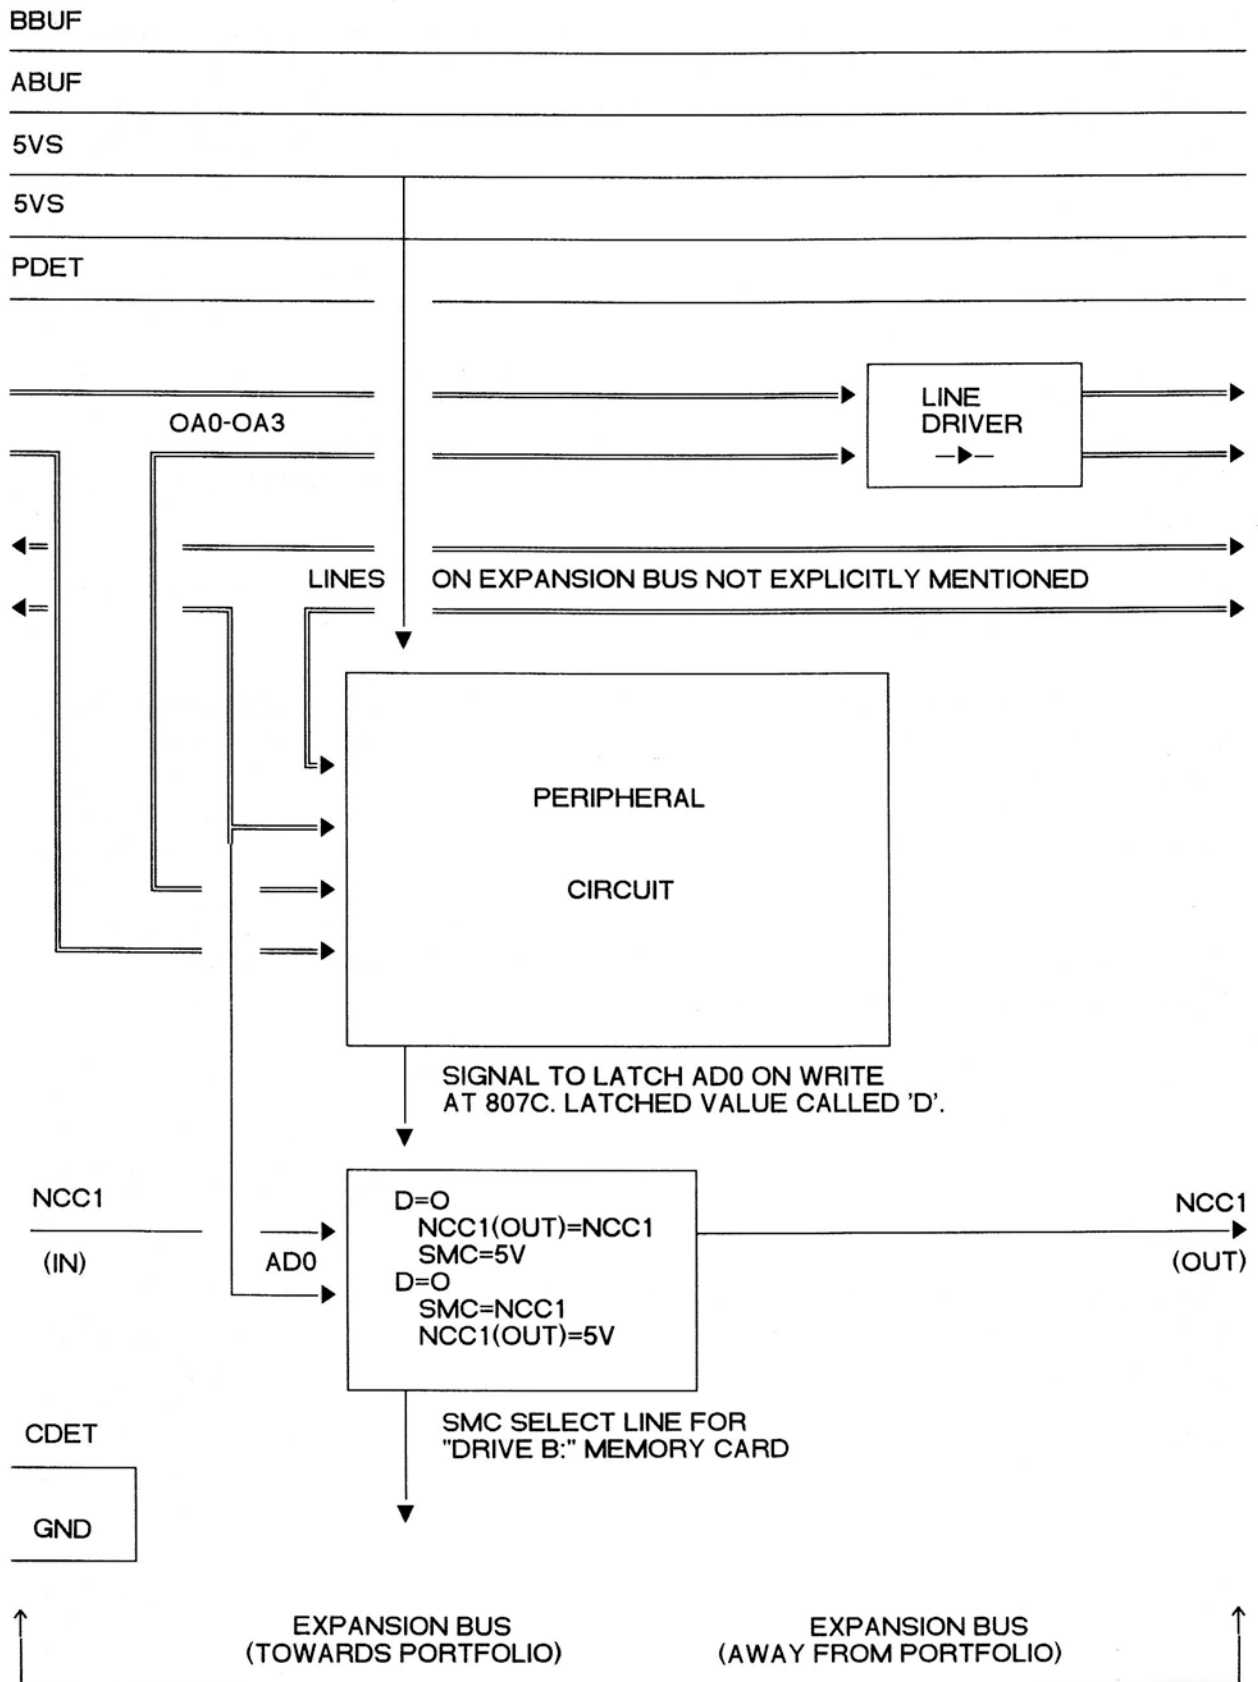 BBUF
ABUF
5VS
5VS
PDET
LINE
DRIVER
OA0-OA3
LINES ON EXPANSION BUS NOT EXPLICITLY MENTIONED
PERIPHERAL
CIRCUIT
SIGNAL TO LATCH AD0 ON WRITE
AT 807C. LATCHED VALUE CALLED 'D'.
NCC1
(IN)
AD0
D=O
NCC1(OUT)=NCC1
SMC=5V
D=O
SMC=NCC1
NCC1(OUT)=5V
NCC1
(OUT)
SMC SELECT LINE FOR
"DRIVE B:" MEMORY CARD
CDET
GND
EXPANSION BUS
(TOWARDS PORTFOLIO)
EXPANSION BUS
(AWAY FROM PORTFOLIO)